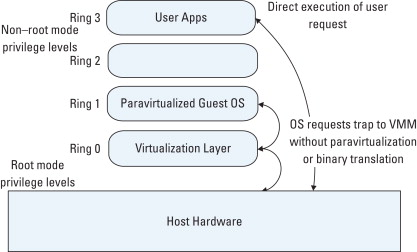 Direct execution of user
request
Non–root mode
privilege levels
Ring 3
User Apps
Ring 2
Ring 1
Paravirtualized Guest OS
OS requests trap to VMM
without paravirtualization
or binary translation
Ring 0
Virtualization Layer
Root mode
privilege levels
Host Hardware